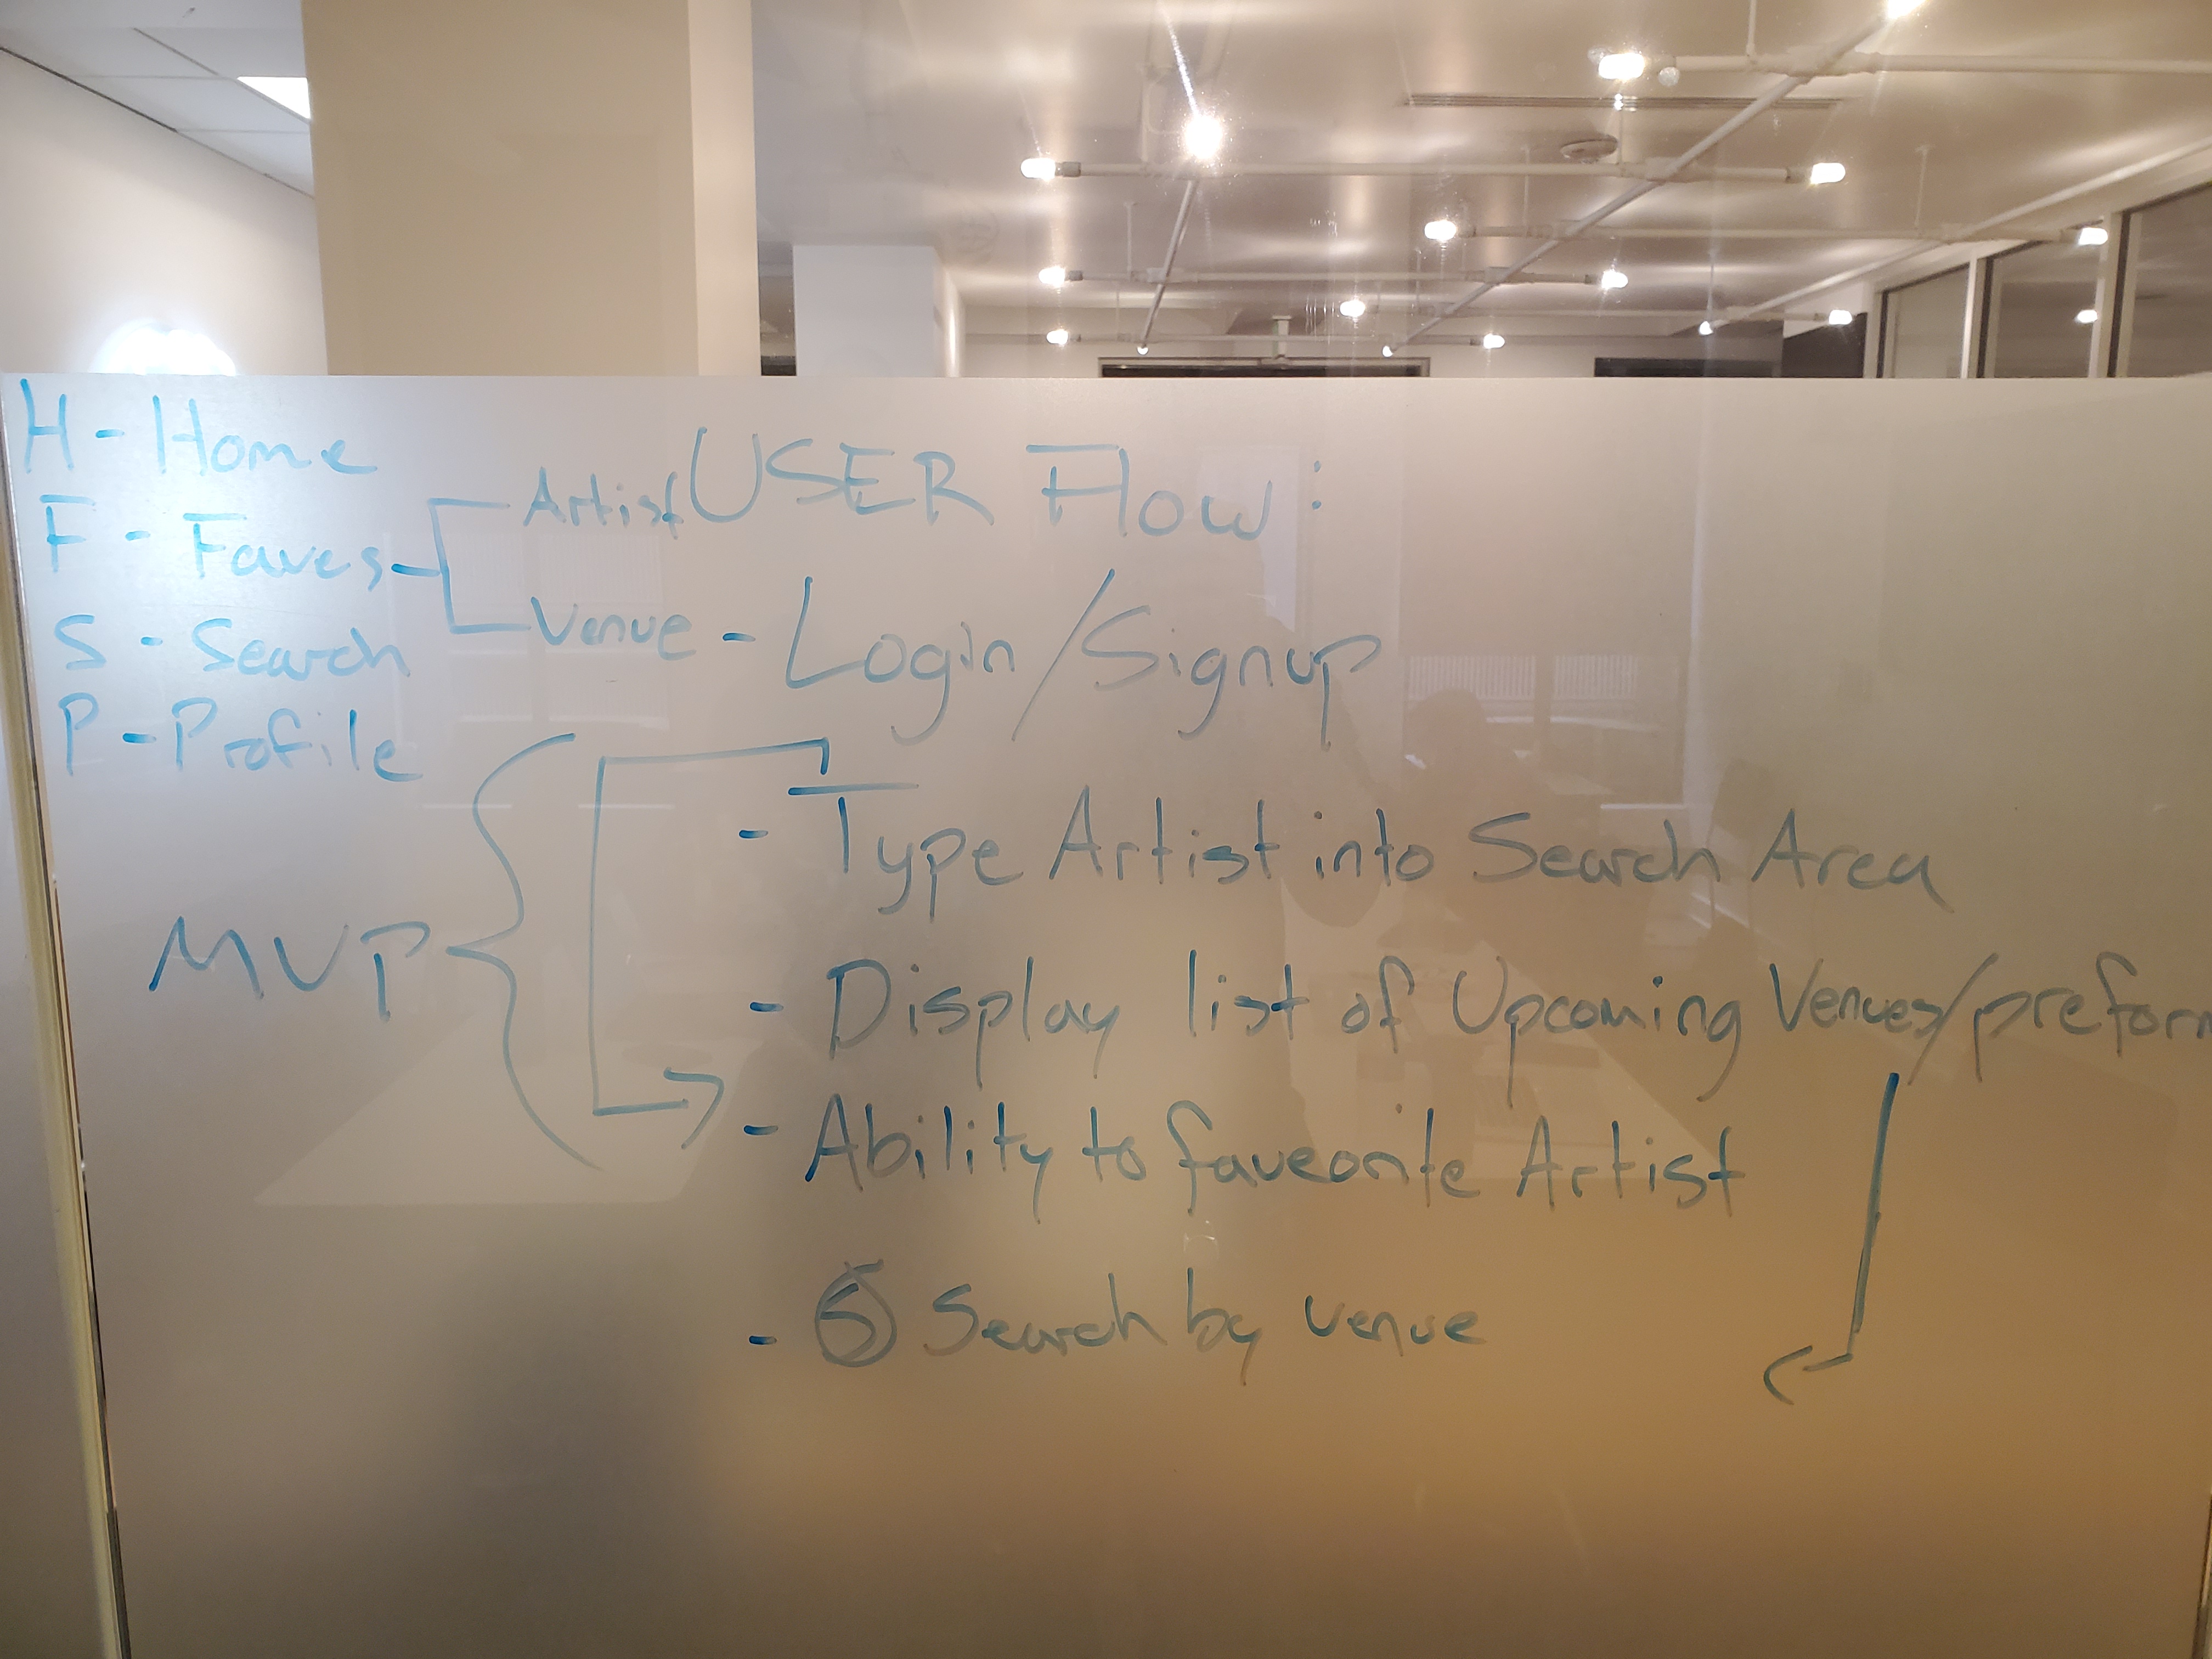 H - Home
F - Faves
Artist
Venue
S - Search
P - Profile
USER Flow:
- Login/Signup
MVP
- Type Artist into Search Area
- Display list of Upcoming Venues/preform
- Ability to faveorite Artist
- S Search by venue